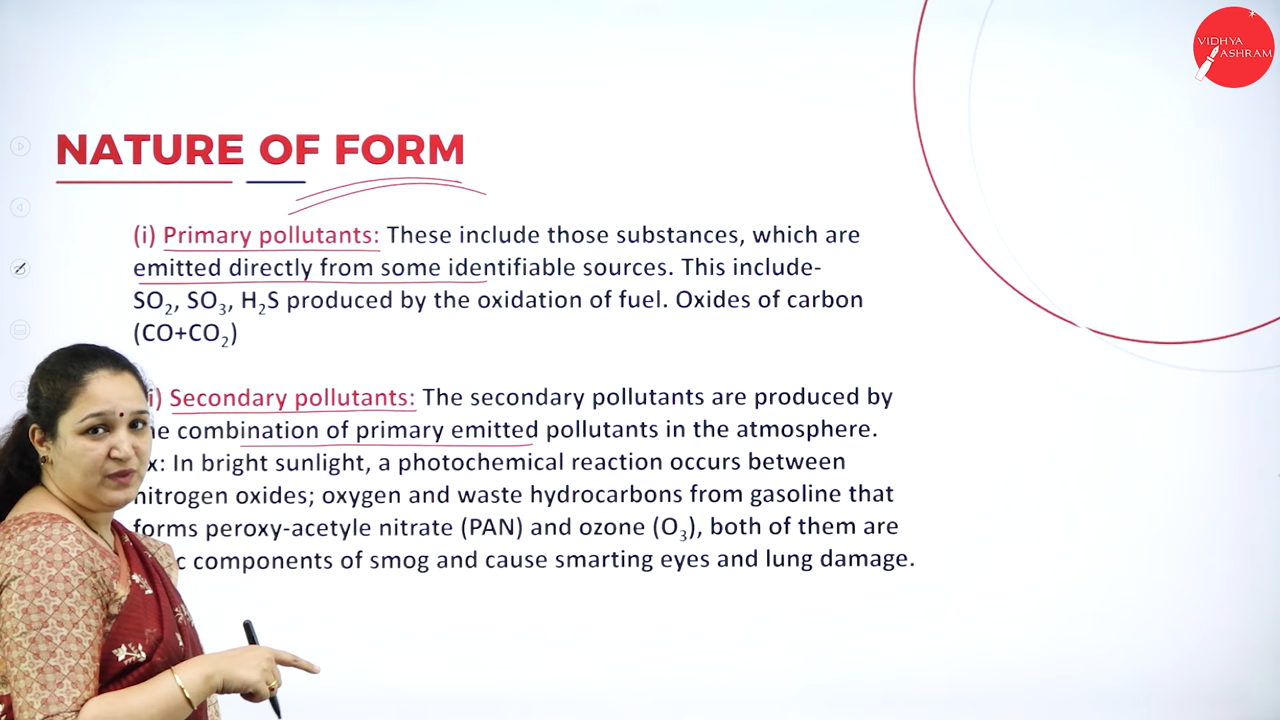 VIDHYA
ASHRAM
NATURE OF FORM
(i) Primary pollutants: These include those substances, which are
emitted directly from some identifiable sources. This include-
SO₂, SO₃, H₂S produced by the oxidation of fuel. Oxides of carbon
(CO+CO₂)
i) Secondary pollutants: The secondary pollutants are produced by
combination of primary emitted pollutants in the atmosphere.
x: In bright sunlight, a photochemical reaction occurs between
nitrogen oxides; oxygen and waste hydrocarbons from gasoline that
forms peroxy-acetyle nitrate (PAN) and ozone (O₃), both of them are
components of smog and cause smarting eyes and lung damage.